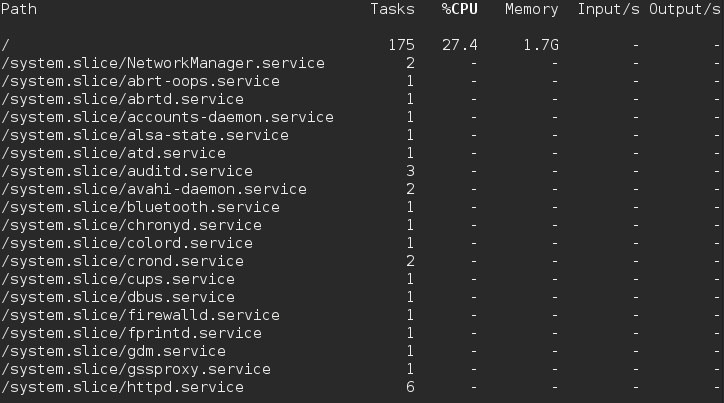 Path Tasks %CPU Memory Input/s Output/s
/ 175 27.4 1.7G - -
/system.slice/NetworkManager.service 2 - - - -
/system.slice/abrt-oops.service 1 - - - -
/system.slice/abrtd.service 1 - - - -
/system.slice/accounts-daemon.service 1 - - - -
/system.slice/alsa-state.service 1 - - - -
/system.slice/atd.service 1 - - - -
/system.slice/auditd.service 3 - - - -
/system.slice/avahi-daemon.service 2 - - - -
/system.slice/bluetooth.service 1 - - - -
/system.slice/chronyd.service 1 - - - -
/system.slice/colord.service 1 - - - -
/system.slice/crond.service 2 - - - -
/system.slice/cups.service 1 - - - -
/system.slice/dbus.service 1 - - - -
/system.slice/firewalld.service 1 - - - -
/system.slice/fprintd.service 1 - - - -
/system.slice/gdm.service 1 - - - -
/system.slice/gssproxy.service 1 - - - -
/system.slice/httpd.service 6 - - - -